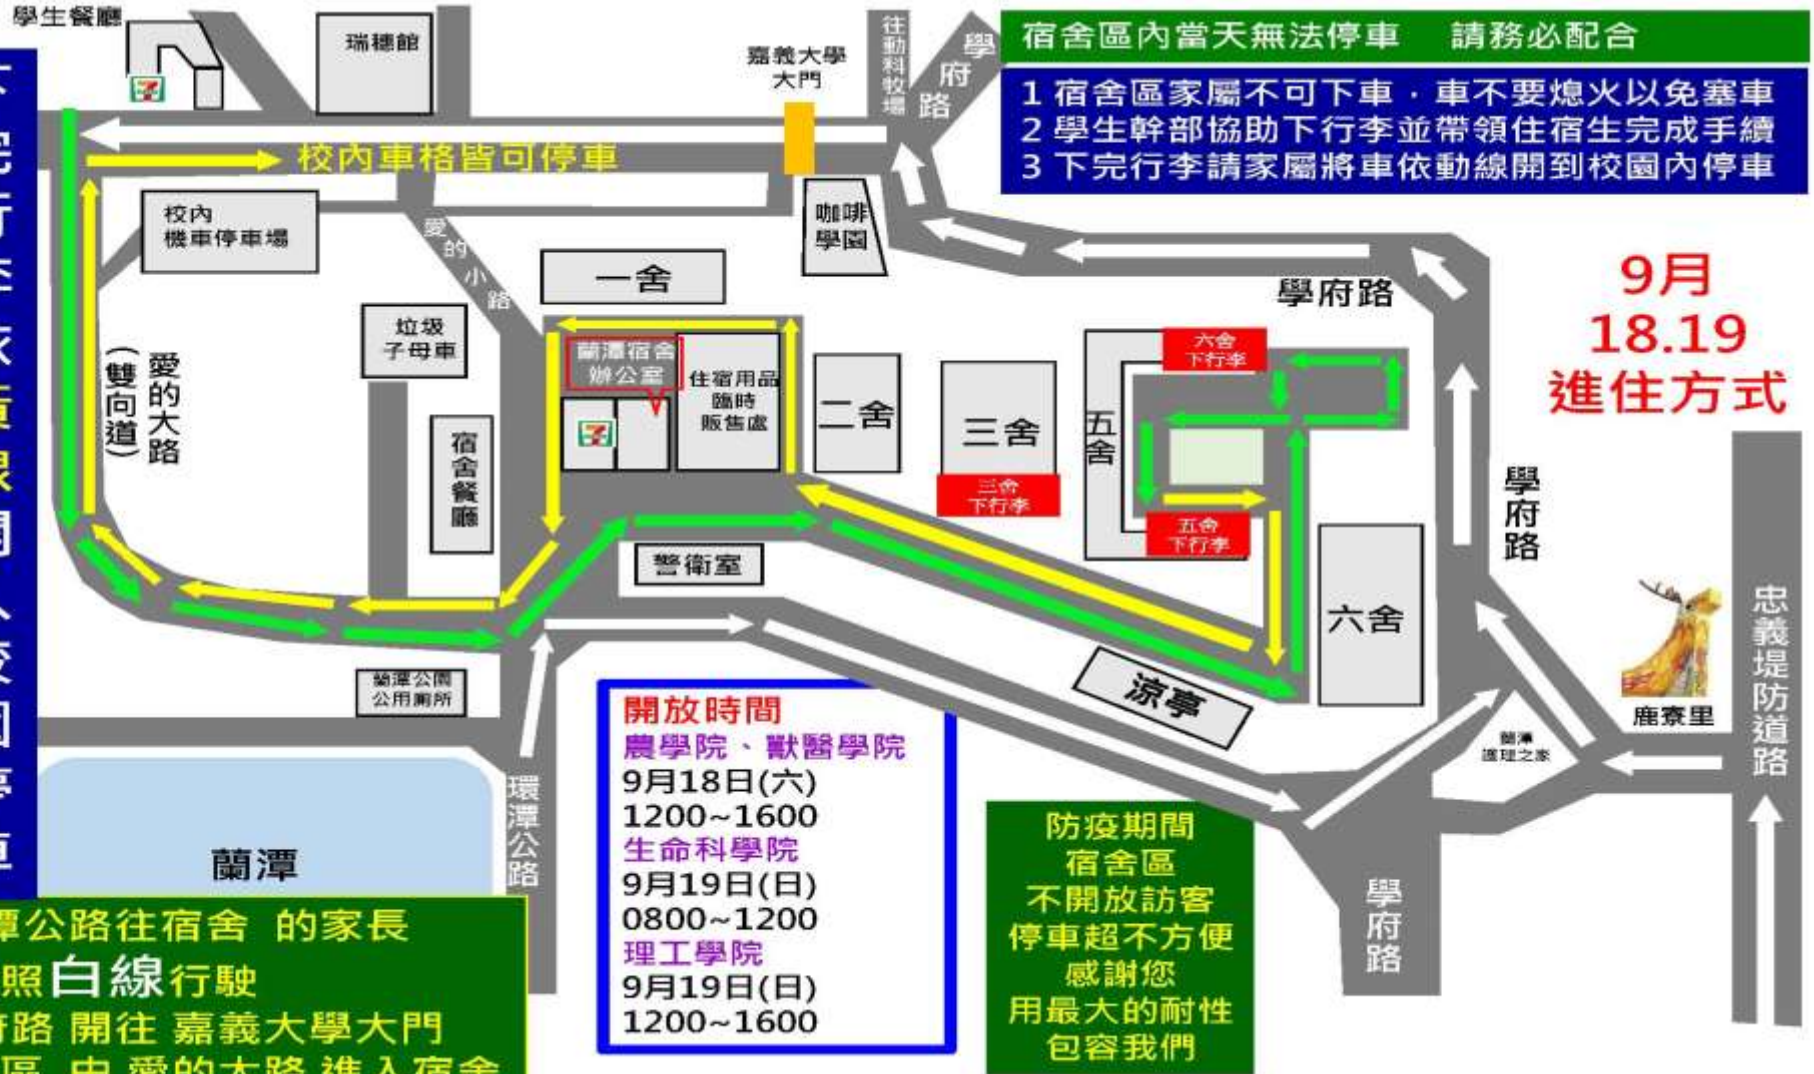 學生餐廳
瑞穗館
嘉義大學
大門
往動科牧場
學府路
宿舍區內當天無法停車 請務必配合
1 宿舍區家屬不可下車，車不要熄火以免塞車
2 學生幹部協助下行李並帶領住宿生完成手續
3 下完行李請家屬將車依動線開到校園內停車
校內車格皆可停車
校內
機車停車場
愛的小路
咖啡
學園
一舍
學府路
9月
18.19
進住方式
垃圾
子母車
愛的大路
(雙向道)
蘭潭宿舍
辦公室
住宿用品
臨時
販售處
二舍
三舍
三舍
下行李
五舍
六舍
下行李
五舍
下行李
宿舍餐廳
警衛室
六舍
學府路
忠義堤防道路
鹿寮里
蘭潭
護理之家
涼亭
蘭潭公園
公用廁所
環潭公路
蘭潭
開放時間
農學院、獸醫學院
9月18日(六)
1200~1600
生命科學院
9月19日(日)
0800~1200
理工學院
9月19日(日)
1200~1600
防疫期間
宿舍區
不開放訪客
停車超不方便
感謝您
用最大的耐性
包容我們
學府路
潭公路往宿舍 的家長
照白線行駛
府路 開往 嘉義大學大門
區 由 愛的大路 進入宿舍